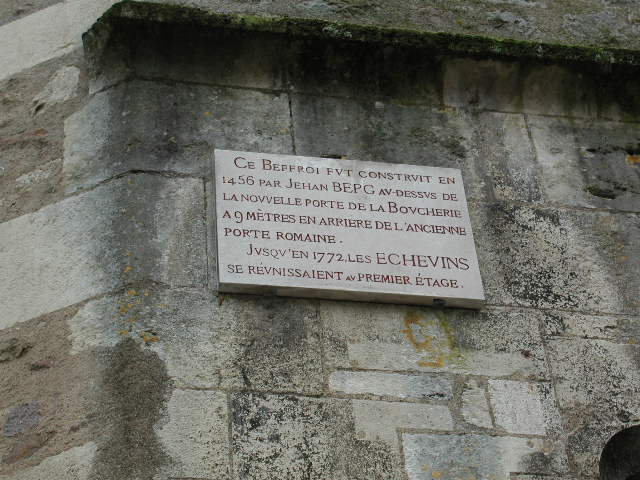 CE BEFFROI FVT CONSTRVIT EN
1456 PAR JEHAN BERG AV-DESSVS DE
LA NOVVELLE PORTE DE LA BOVCHERIE
A 9 MÈTRES EN ARRIERE DE L'ANCIENNE
PORTE ROMAINE.
JVSQV'EN 1772, LES ECHEVINS
SE RÉVNISSAIENT AV PREMIER ÉTAGE.